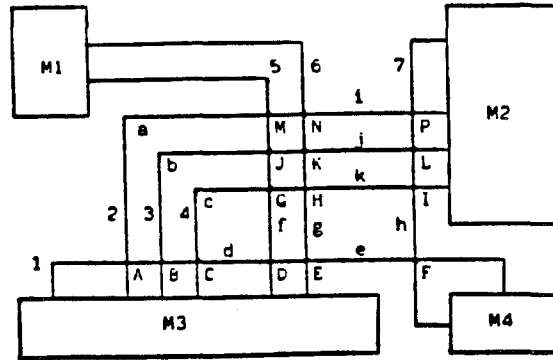 M1
5 6 7 i
a M N P M2
j
b J K L
k
2 3 4 c G H I
f g h
1 d e
A B C D E F
M3 M4